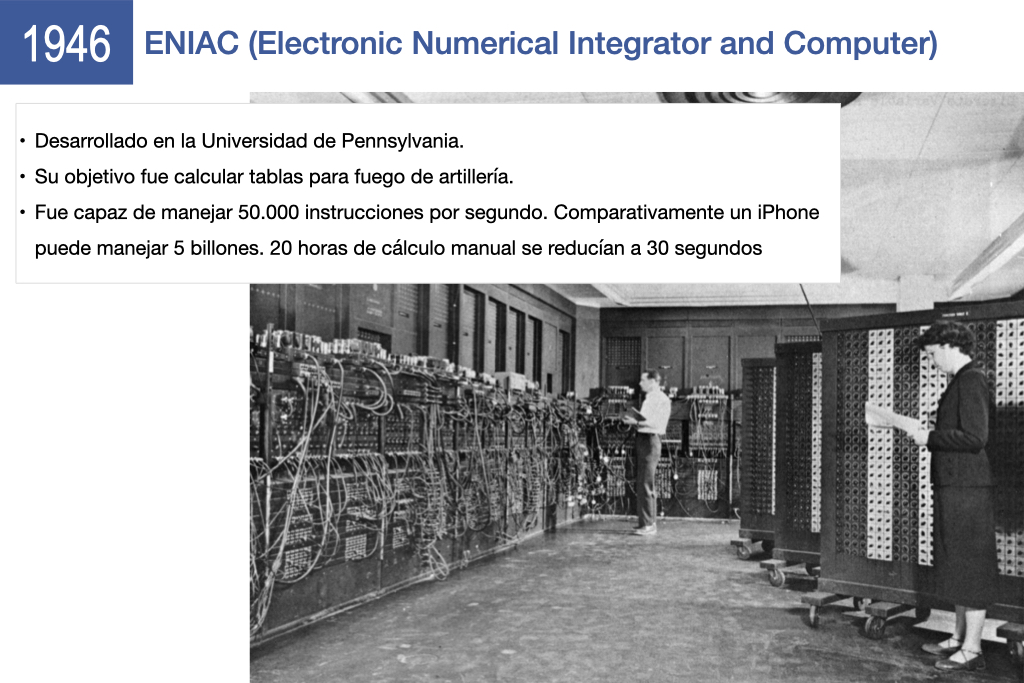 1946
ENIAC (Electronic Numerical Integrator and Computer)
• Desarrollado en la Universidad de Pennsylvania.
• Su objetivo fue calcular tablas para fuego de artillería.
• Fue capaz de manejar 50.000 instrucciones por segundo. Comparativamente un iPhone
puede manejar 5 billones. 20 horas de cálculo manual se reducían a 30 segundos